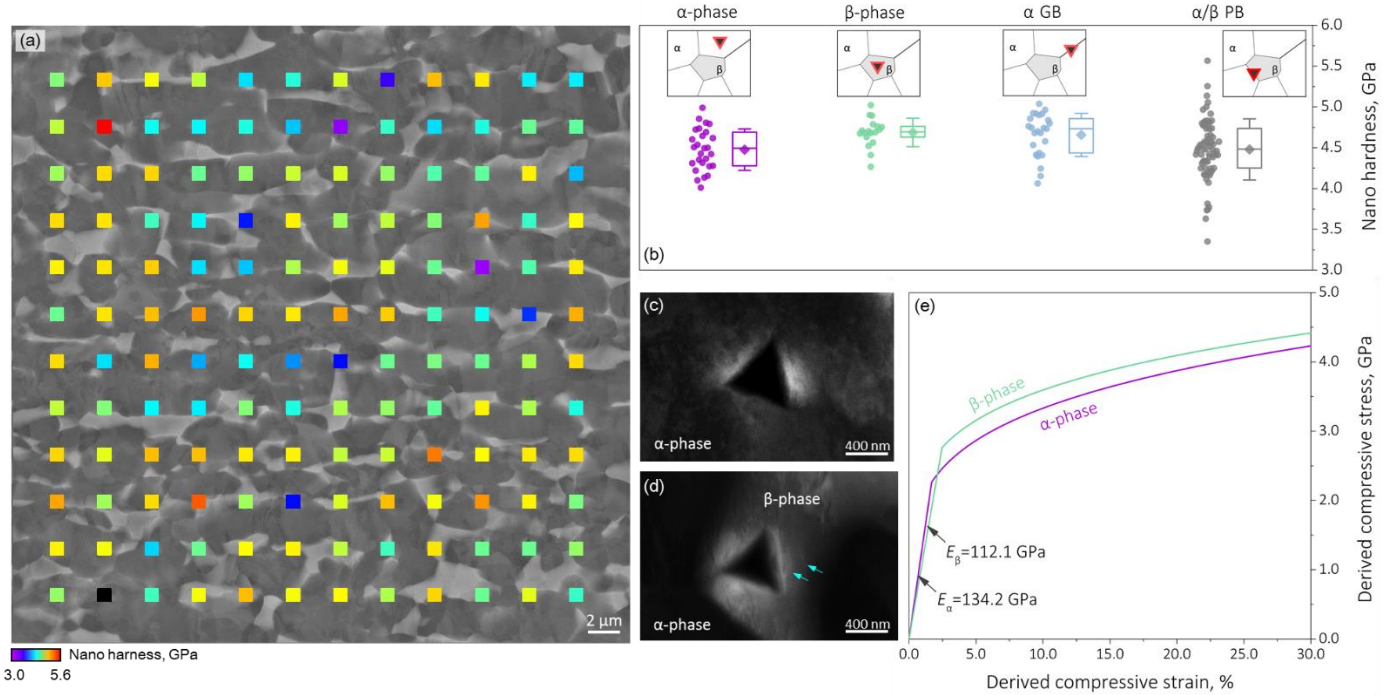 (a)
2 μm
Nano harness, GPa
3.0
5.6
α-phase
β-phase
α GB
α/β PB
α
β
α
β
α
β
α
β
(b)
6.0
5.5
5.0
4.5
4.0
3.5
3.0
Nano hardness, GPa
(c)
α-phase
400 nm
(d)
β-phase
α-phase
400 nm
(e)
β-phase
α-phase
Eβ=112.1 GPa
Eα=134.2 GPa
5.0
4.0
3.0
2.0
1.0
0.0
Derived compressive stress, GPa
0.0
5.0
10.0
15.0
20.0
25.0
30.0
Derived compressive strain, %